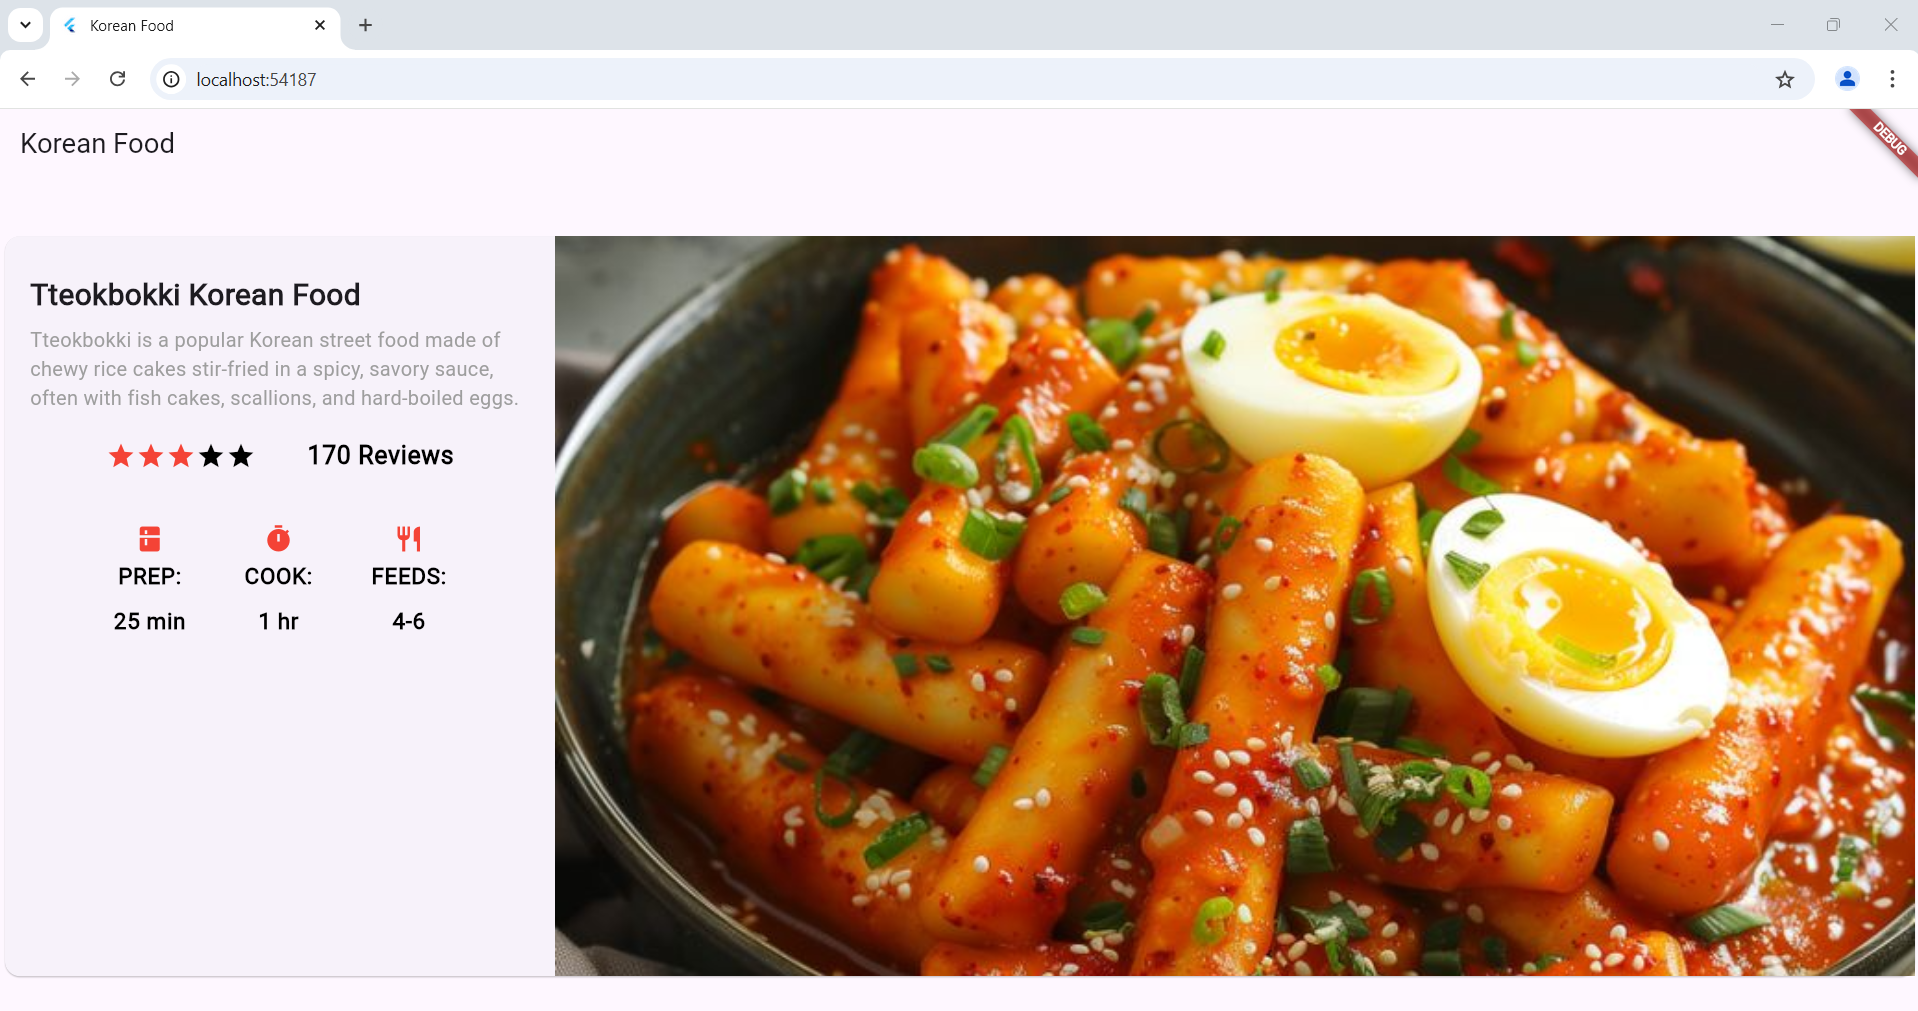 Korean Food
localhost:54187
Korean Food
DEBUG
Tteokbokki Korean Food
Tteokbokki is a popular Korean street food made of
chewy rice cakes stir-fried in a spicy, savory sauce,
often with fish cakes, scallions, and hard-boiled eggs.
170 Reviews
PREP: COOK: FEEDS:
25 min 1 hr 4-6